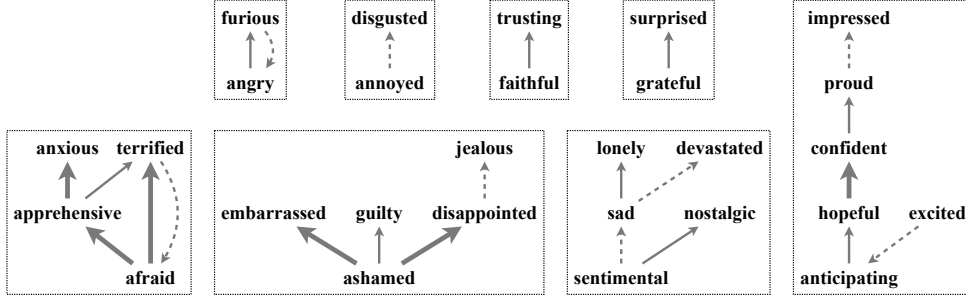 furious
angry
disgusted
annoyed
trusting
faithful
surprised
grateful
impressed
proud
confident
hopeful
excited
anticipating
anxious
terrified
apprehensive
afraid
jealous
embarrassed
guilty
disappointed
ashamed
lonely
devastated
sad
nostalgic
sentimental